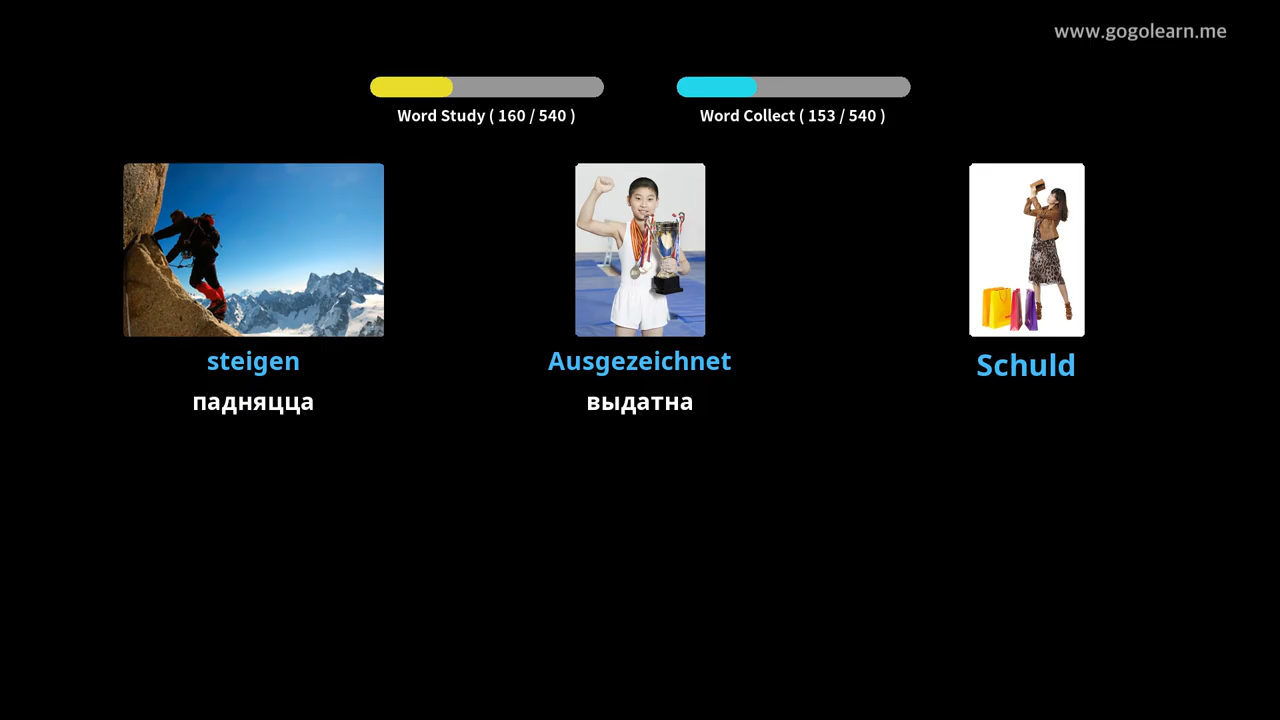 www.gogolearn.me
Word Study ( 160 / 540 )
Word Collect ( 153 / 540 )
steigen
Ausgezeichnet
Schuld
падняцца
выдатна